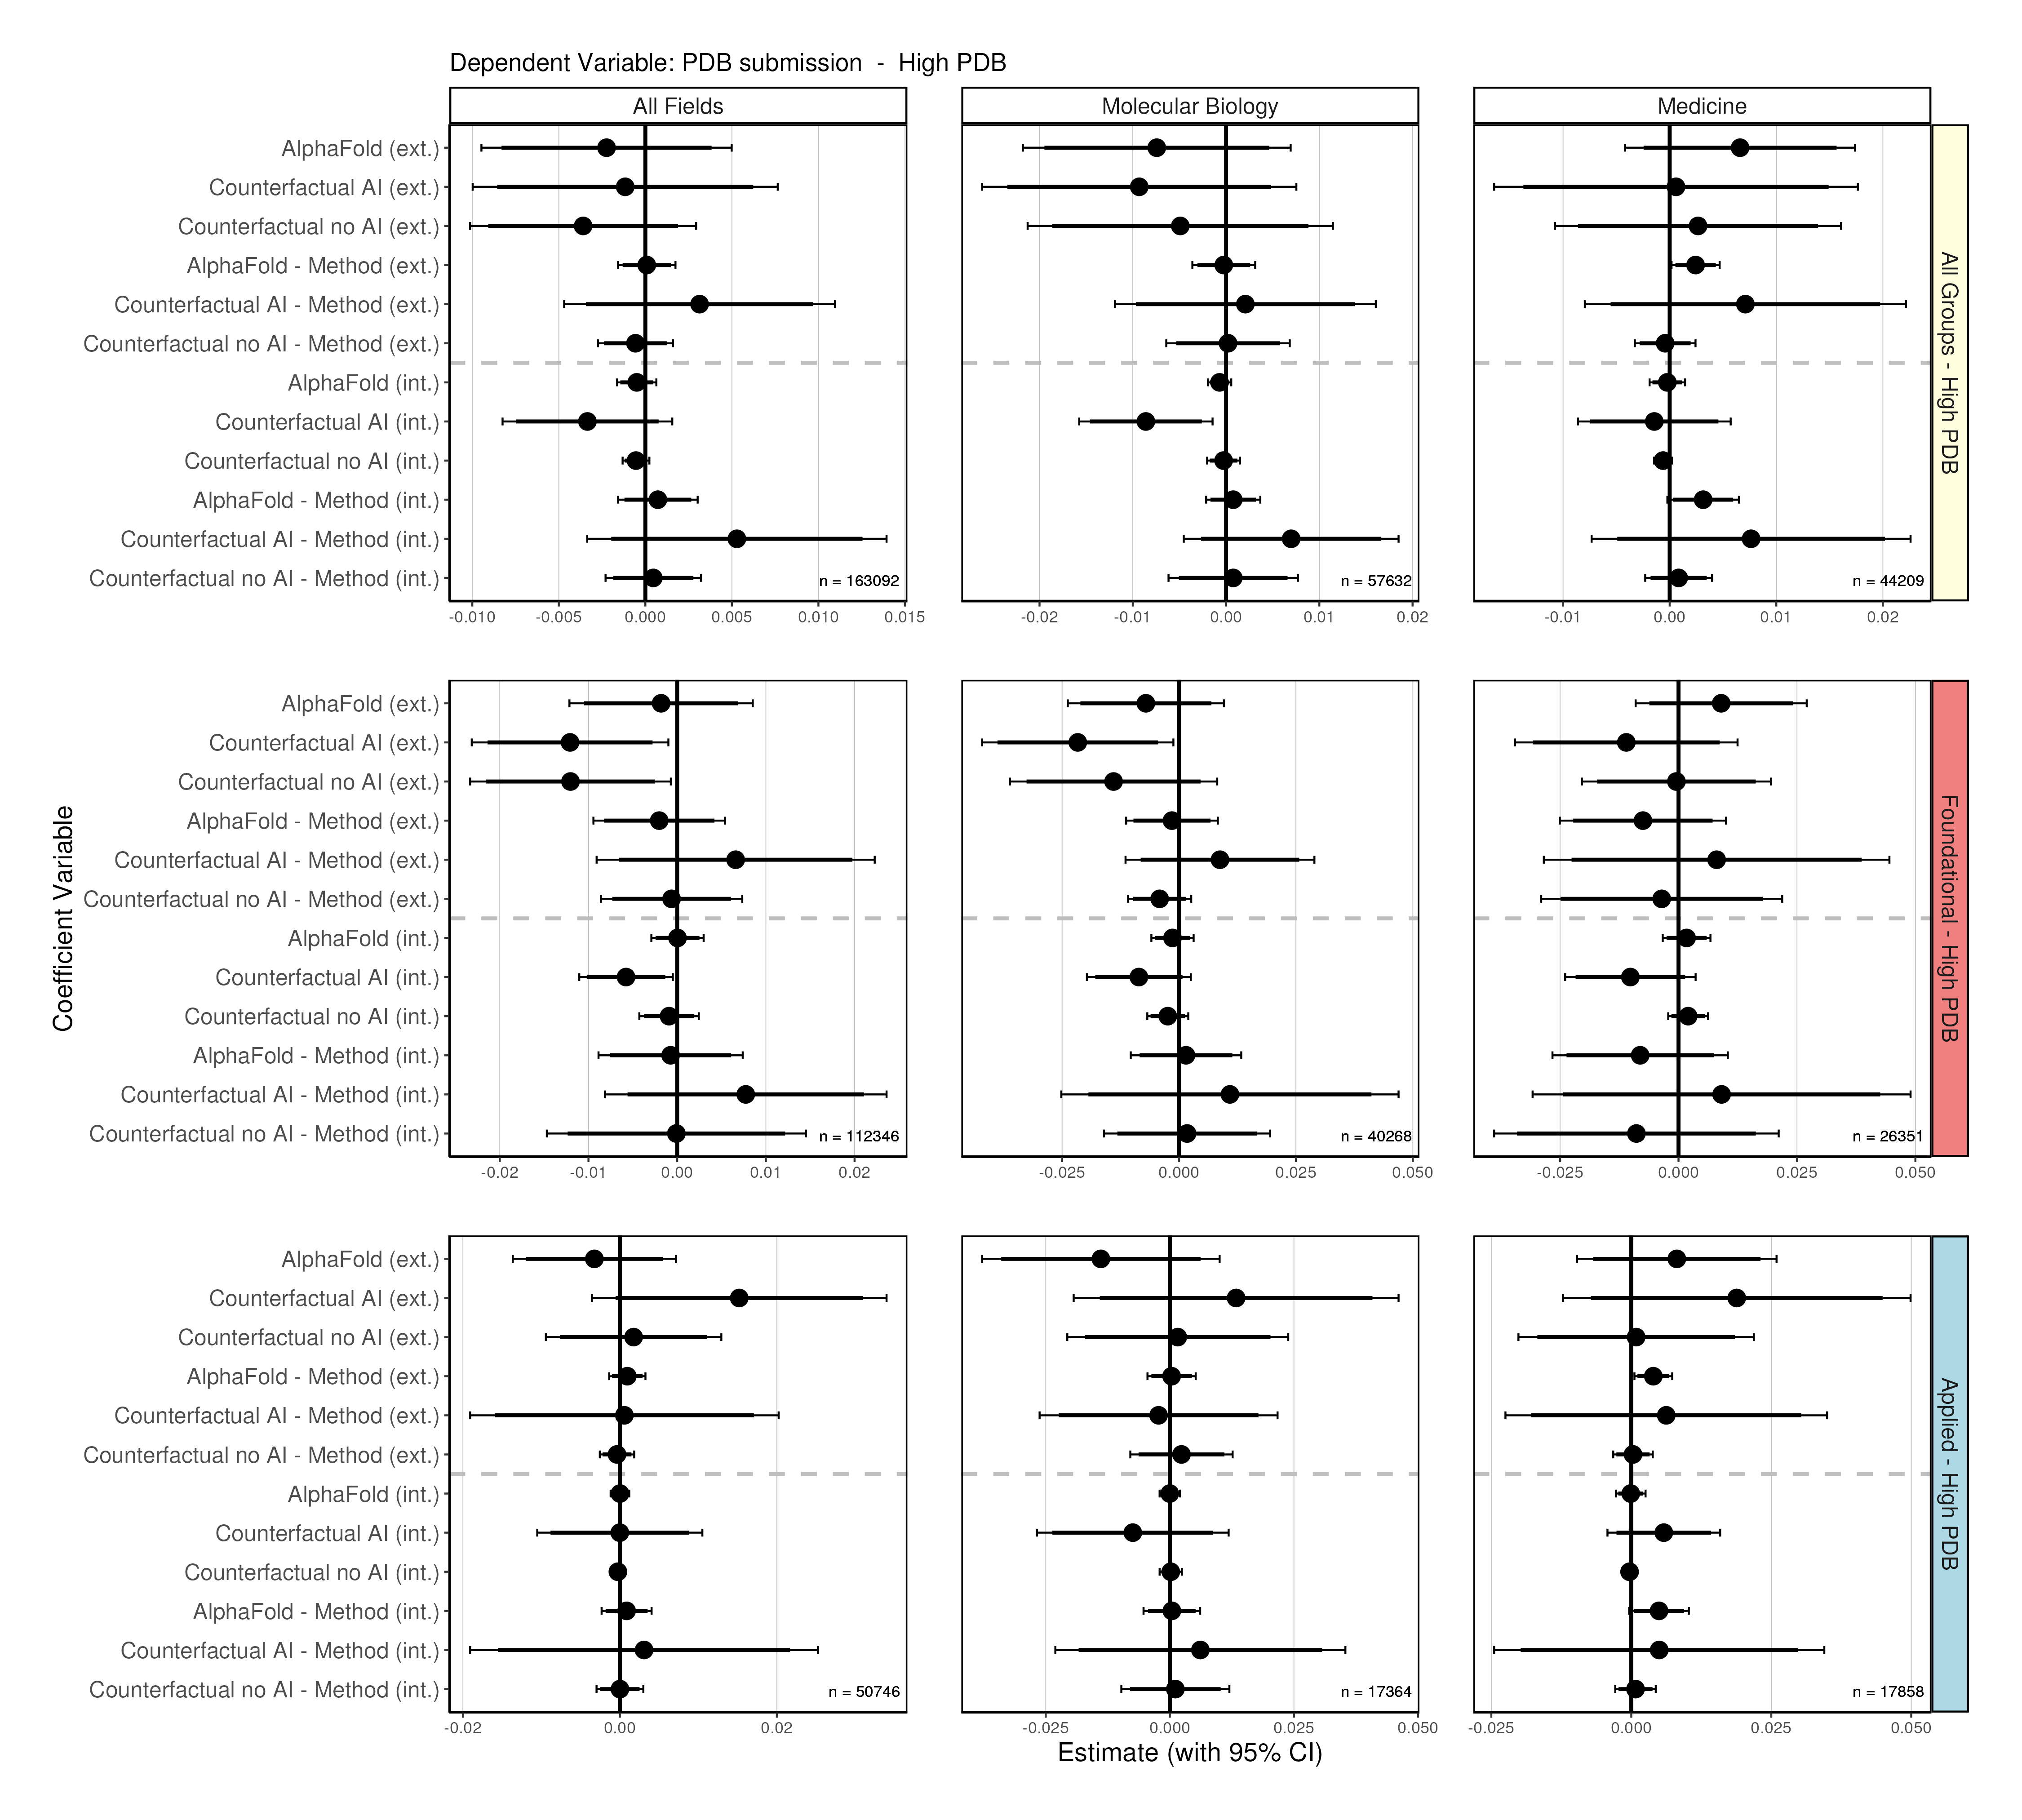 Dependent Variable: PDB submission - High PDB
All Fields
Molecular Biology
Medicine
AlphaFold (ext.)
Counterfactual AI (ext.)
Counterfactual no AI (ext.)
AlphaFold - Method (ext.)
Counterfactual AI - Method (ext.)
Counterfactual no AI - Method (ext.)
AlphaFold (int.)
Counterfactual AI (int.)
Counterfactual no AI (int.)
AlphaFold - Method (int.)
Counterfactual AI - Method (int.)
Counterfactual no AI - Method (int.)
n = 163092
n = 57632
n = 44209
-0.010 -0.005 0.000 0.005 0.010 0.015
-0.02 -0.01 0.00 0.01 0.02
-0.01 0.00 0.01 0.02
All Groups - High PDB
Coefficient Variable
AlphaFold (ext.)
Counterfactual AI (ext.)
Counterfactual no AI (ext.)
AlphaFold - Method (ext.)
Counterfactual AI - Method (ext.)
Counterfactual no AI - Method (ext.)
AlphaFold (int.)
Counterfactual AI (int.)
Counterfactual no AI (int.)
AlphaFold - Method (int.)
Counterfactual AI - Method (int.)
Counterfactual no AI - Method (int.)
n = 112346
n = 40268
n = 26351
-0.02 -0.01 0.00 0.01 0.02
-0.025 0.000 0.025 0.050
-0.025 0.000 0.025 0.050
Foundational - High PDB
AlphaFold (ext.)
Counterfactual AI (ext.)
Counterfactual no AI (ext.)
AlphaFold - Method (ext.)
Counterfactual AI - Method (ext.)
Counterfactual no AI - Method (ext.)
AlphaFold (int.)
Counterfactual AI (int.)
Counterfactual no AI (int.)
AlphaFold - Method (int.)
Counterfactual AI - Method (int.)
Counterfactual no AI - Method (int.)
n = 50746
n = 17364
n = 17858
-0.02 0.00 0.02
-0.025 0.000 0.025 0.050
-0.025 0.000 0.025 0.050
Applied - High PDB
Estimate (with 95% CI)